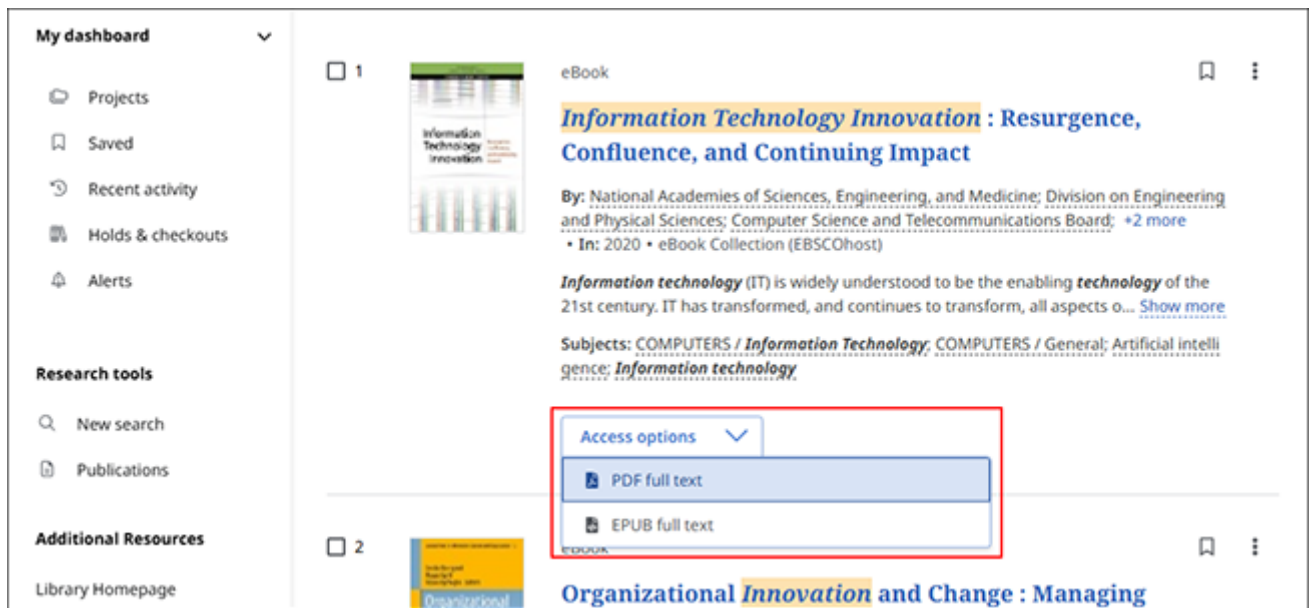 My dashboard
Projects
Saved
Recent activity
Holds & checkouts
Alerts
Research tools
New search
Publications
Additional Resources
Library Homepage
1
Information
Technology
Innovation
eBook
Information Technology Innovation : Resurgence,
Confluence, and Continuing Impact
By: National Academies of Sciences, Engineering, and Medicine; Division on Engineering
and Physical Sciences; Computer Science and Telecommunications Board; +2 more
• In: 2020 • eBook Collection (EBSCOhost)
Information technology (IT) is widely understood to be the enabling technology of the
21st century. IT has transformed, and continues to transform, all aspects o... Show more
Subjects: COMPUTERS / Information Technology; COMPUTERS / General; Artificial intelli
gence; Information technology
Access options
PDF full text
EPUB full text
2
Organizational
eBook
Organizational Innovation and Change : Managing